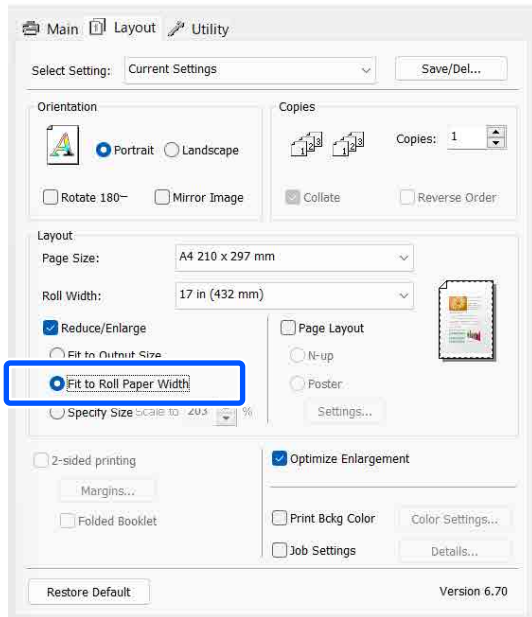 Main Layout Utility
Select Setting: Current Settings Save/Del...
Orientation
Portrait Landscape
Rotate 180° Mirror Image
Copies
Copies: 1
Collate Reverse Order
Layout
Page Size: A4 210 x 297 mm
Roll Width: 17 in (432 mm)
Reduce/Enlarge
Fit to Output Size
Fit to Roll Paper Width
Specify Size Scale to 203 %
Page Layout
N-up
Poster
Settings...
2-sided printing
Margins...
Folded Booklet
Optimize Enlargement
Print Bckg Color Color Settings...
Job Settings Details...
Restore Default Version 6.70